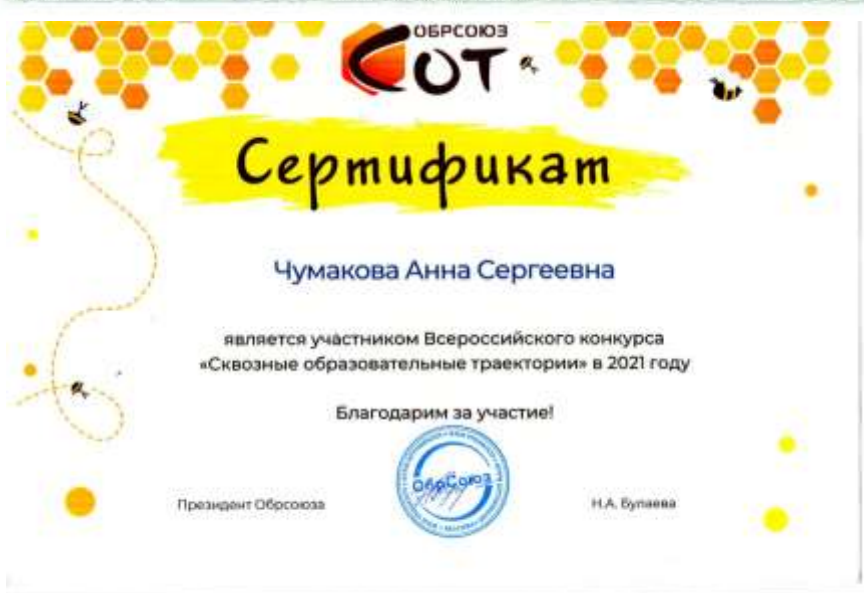 ОБРСОЮЗ
СОТ
Сертификат
Чумакова Анна Сергеевна
является участником Всероссийского конкурса
«Сквозные образовательные траектории» в 2021 году
Благодарим за участие!
ОбрСоюз
Президент Обрсоюза
Н.А. Булаева